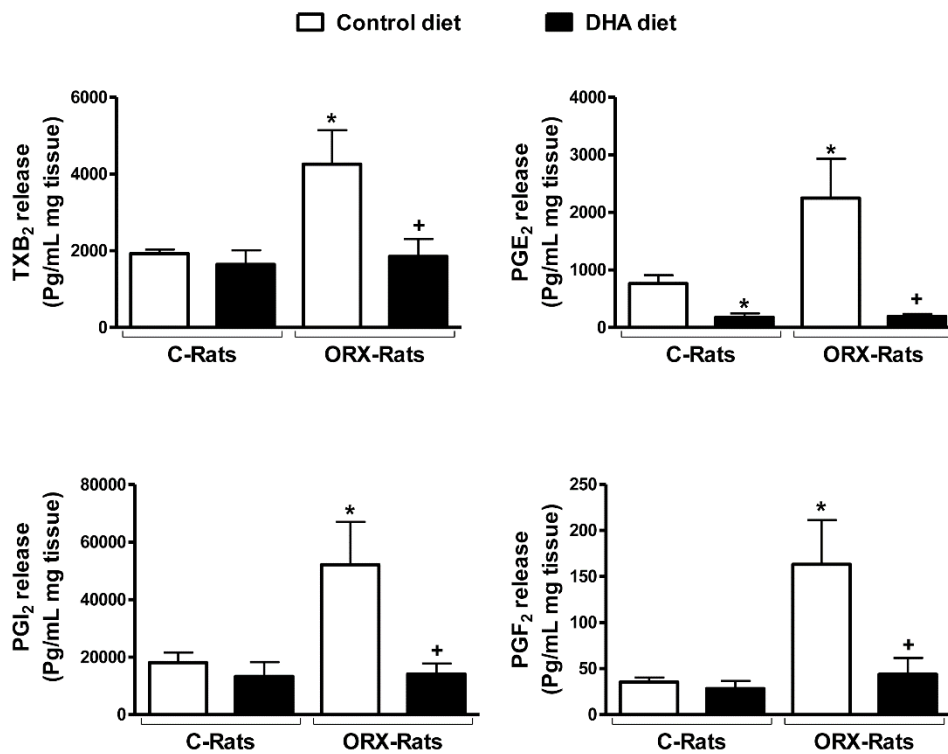 Control diet
DHA diet
TXB₂ release
(Pg/mL mg tissue)
6000
4000
2000
0
*
+
C-Rats
ORX-Rats
PGE₂ release
(Pg/mL mg tissue)
4000
3000
2000
1000
0
*
*
+
C-Rats
ORX-Rats
PGI₂ release
(Pg/mL mg tissue)
80000
60000
40000
20000
0
*
+
C-Rats
ORX-Rats
PGF₂ release
(Pg/mL mg tissue)
250
200
150
100
50
0
*
+
C-Rats
ORX-Rats